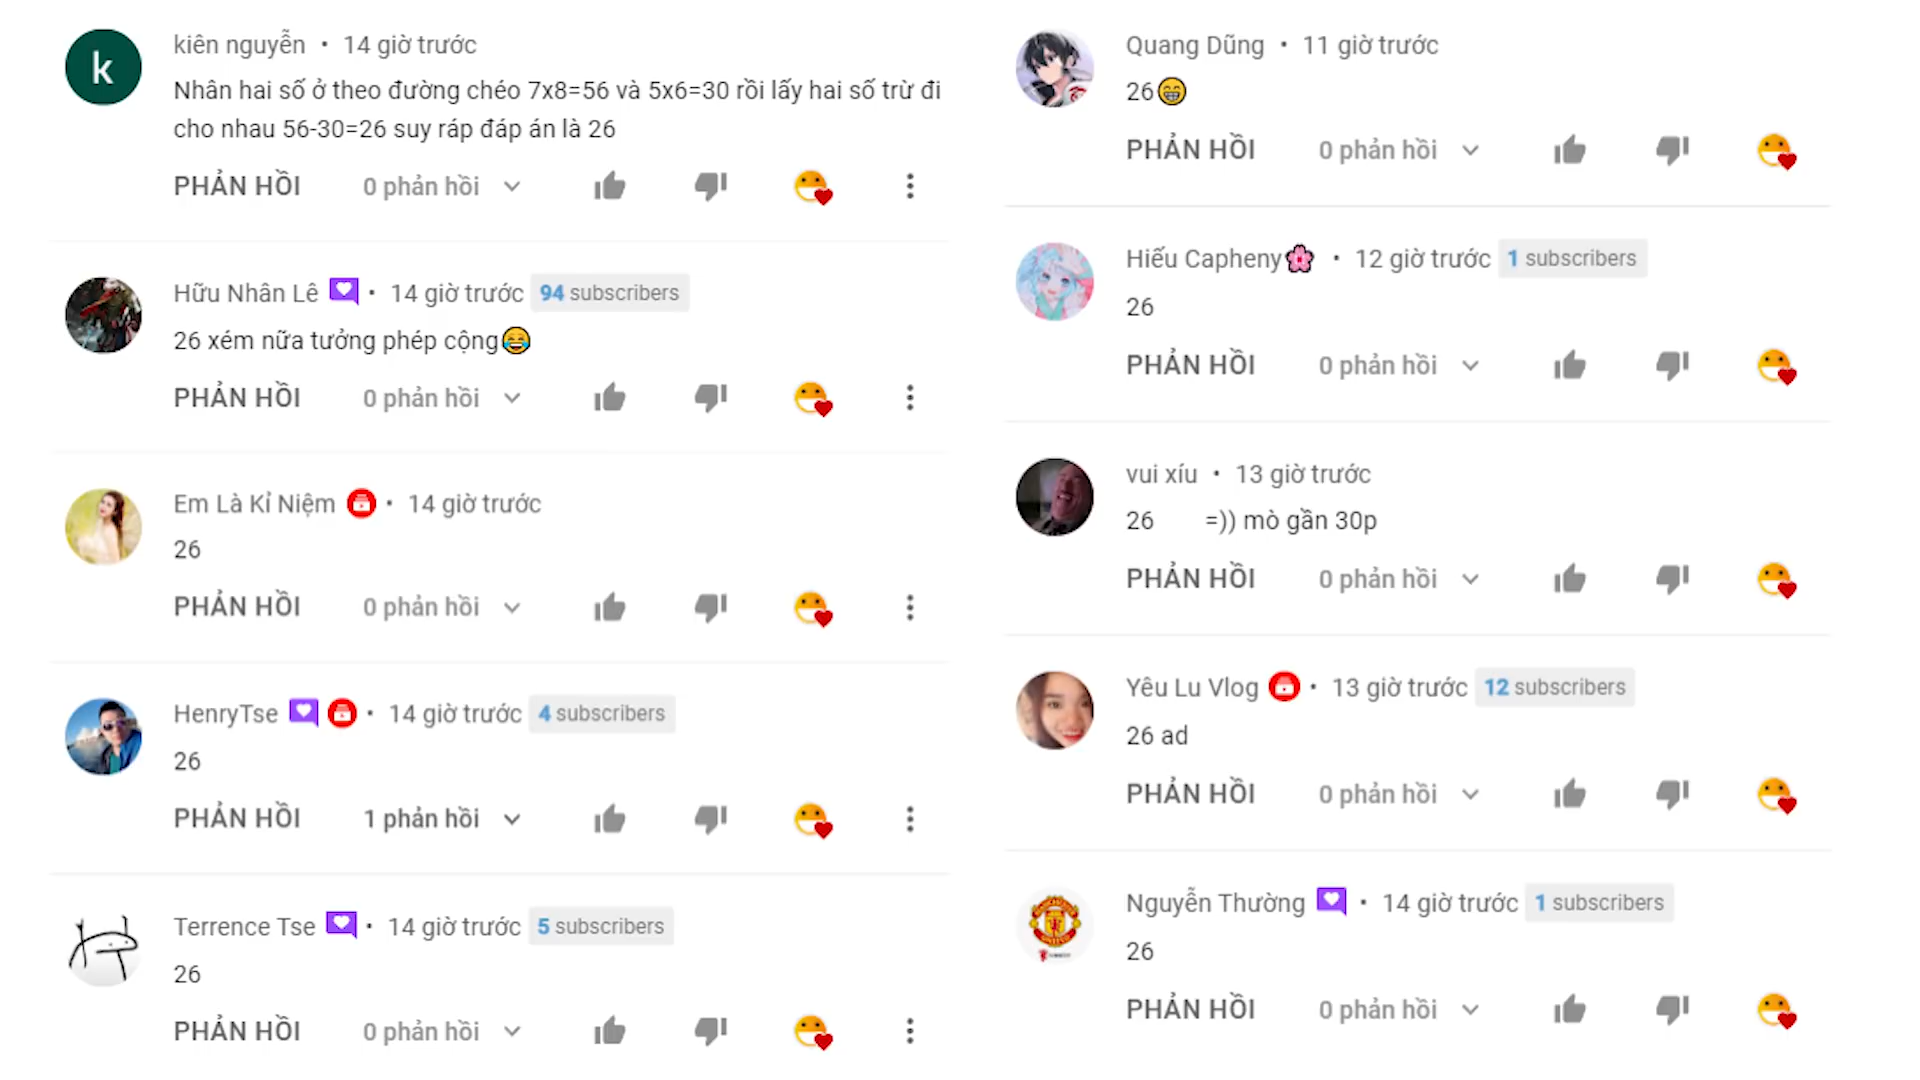 kiên nguyễn • 14 giờ trước
Nhân hai số ở theo đường chéo 7x8=56 và 5x6=30 rồi lấy hai số trừ đi
cho nhau 56-30=26 suy ráp đáp án là 26
PHẢN HỒI 0 phản hồi
Hữu Nhân Lê • 14 giờ trước 94 subscribers
26 xém nữa tưởng phép cộng😂
PHẢN HỒI 0 phản hồi
Em Là Kỉ Niệm • 14 giờ trước
26
PHẢN HỒI 0 phản hồi
HenryTse • 14 giờ trước 4 subscribers
26
PHẢN HỒI 1 phản hồi
Terrence Tse • 14 giờ trước 5 subscribers
26
PHẢN HỒI 0 phản hồi
Quang Dũng • 11 giờ trước
26😁
PHẢN HỒI 0 phản hồi
Hiếu Capheny🌸 • 12 giờ trước 1 subscribers
26
PHẢN HỒI 0 phản hồi
vui xíu • 13 giờ trước
26 =)) mò gần 30p
PHẢN HỒI 0 phản hồi
Yêu Lu Vlog • 13 giờ trước 12 subscribers
26 ad
PHẢN HỒI 0 phản hồi
Nguyễn Thường • 14 giờ trước 1 subscribers
26
PHẢN HỒI 0 phản hồi